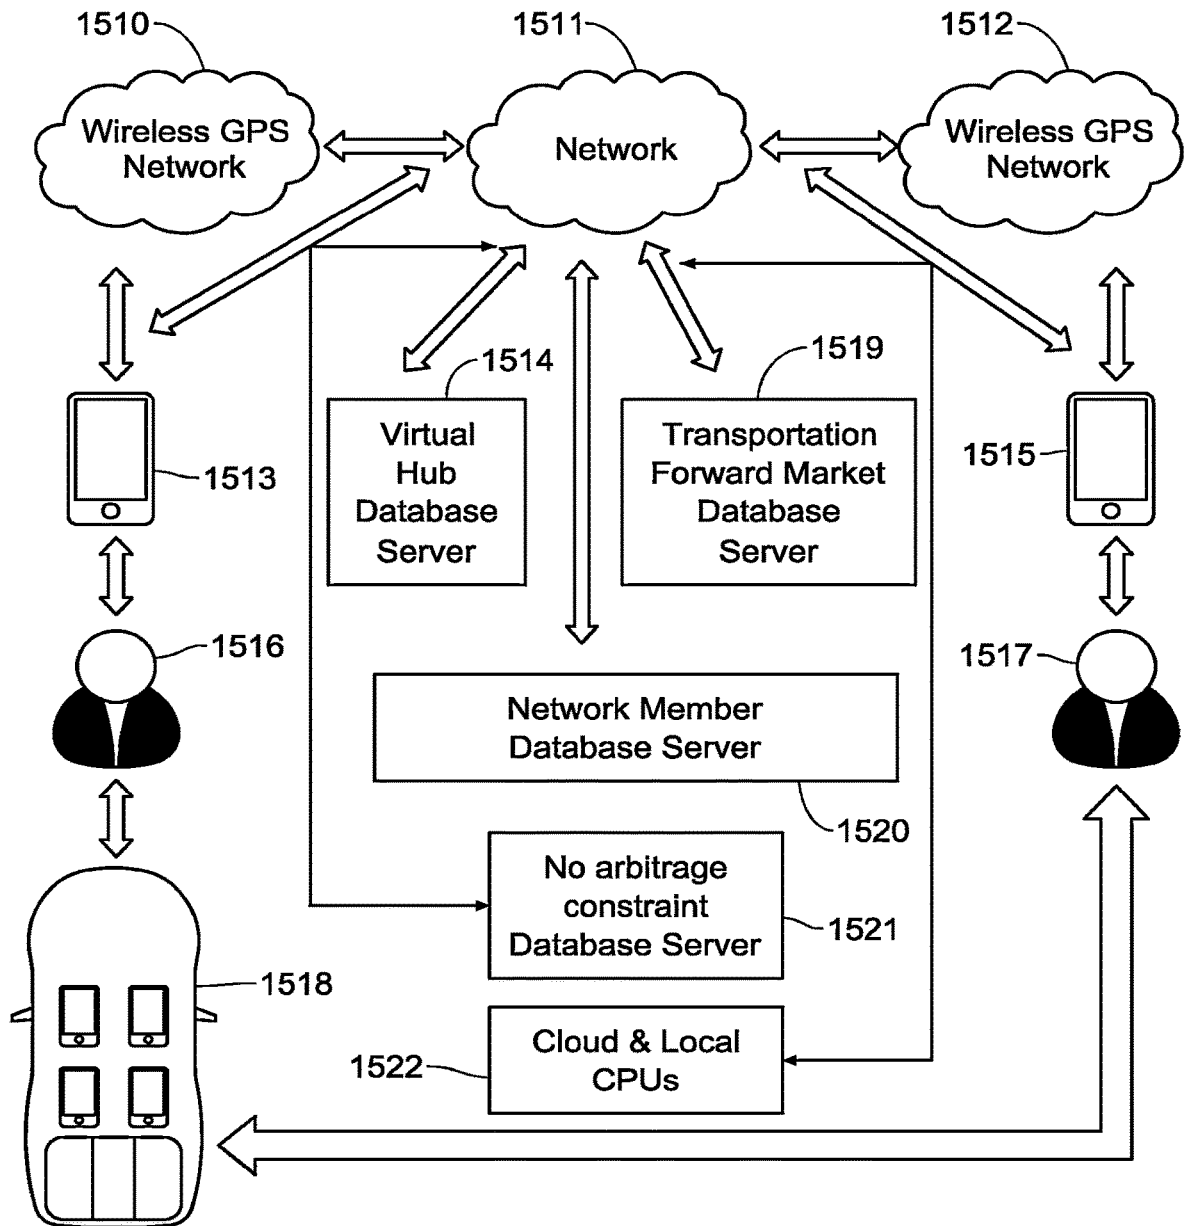 1510
1511
1512
Wireless GPS
Network
Network
Wireless GPS
Network
1514
1519
Virtual
Hub
Database
Server
Transportation
Forward Market
Database
Server
1513
1515
1516
1517
Network Member
Database Server
1520
No arbitrage
constraint
Database Server
1521
1518
Cloud & Local
CPUs
1522